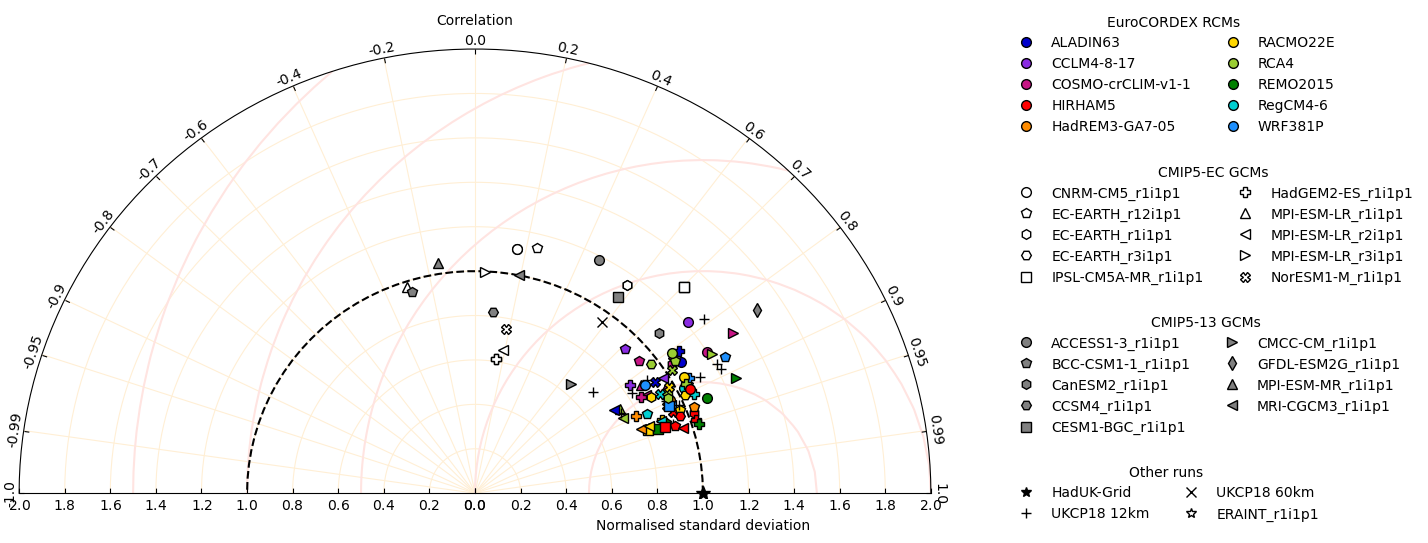 Correlation
-0.2 0.0 0.2
-0.4 0.4
-0.6 0.6
-0.7 0.7
-0.8 0.8
-0.9 0.9
-0.95 0.95
-0.99 0.99
-1.0 1.0
2.0 1.8 1.6 1.4 1.2 1.0 0.8 0.6 0.4 0.2 0.0 0.2 0.4 0.6 0.8 1.0 1.2 1.4 1.6 1.8 2.0
Normalised standard deviation
EuroCORDEX RCMs
ALADIN63 RACMO22E
CCLM4-8-17 RCA4
COSMO-crCLIM-v1-1 REMO2015
HIRHAM5 RegCM4-6
HadREM3-GA7-05 WRF381P
CMIP5-EC GCMs
CNRM-CM5_r1i1p1 HadGEM2-ES_r1i1p1
EC-EARTH_r12i1p1 MPI-ESM-LR_r1i1p1
EC-EARTH_r1i1p1 MPI-ESM-LR_r2i1p1
EC-EARTH_r3i1p1 MPI-ESM-LR_r3i1p1
IPSL-CM5A-MR_r1i1p1 NorESM1-M_r1i1p1
CMIP5-13 GCMs
ACCESS1-3_r1i1p1 CMCC-CM_r1i1p1
BCC-CSM1-1_r1i1p1 GFDL-ESM2G_r1i1p1
CanESM2_r1i1p1 MPI-ESM-MR_r1i1p1
CCSM4_r1i1p1 MRI-CGCM3_r1i1p1
CESM1-BGC_r1i1p1
Other runs
HadUK-Grid UKCP18 60km
UKCP18 12km ERAINT_r1i1p1